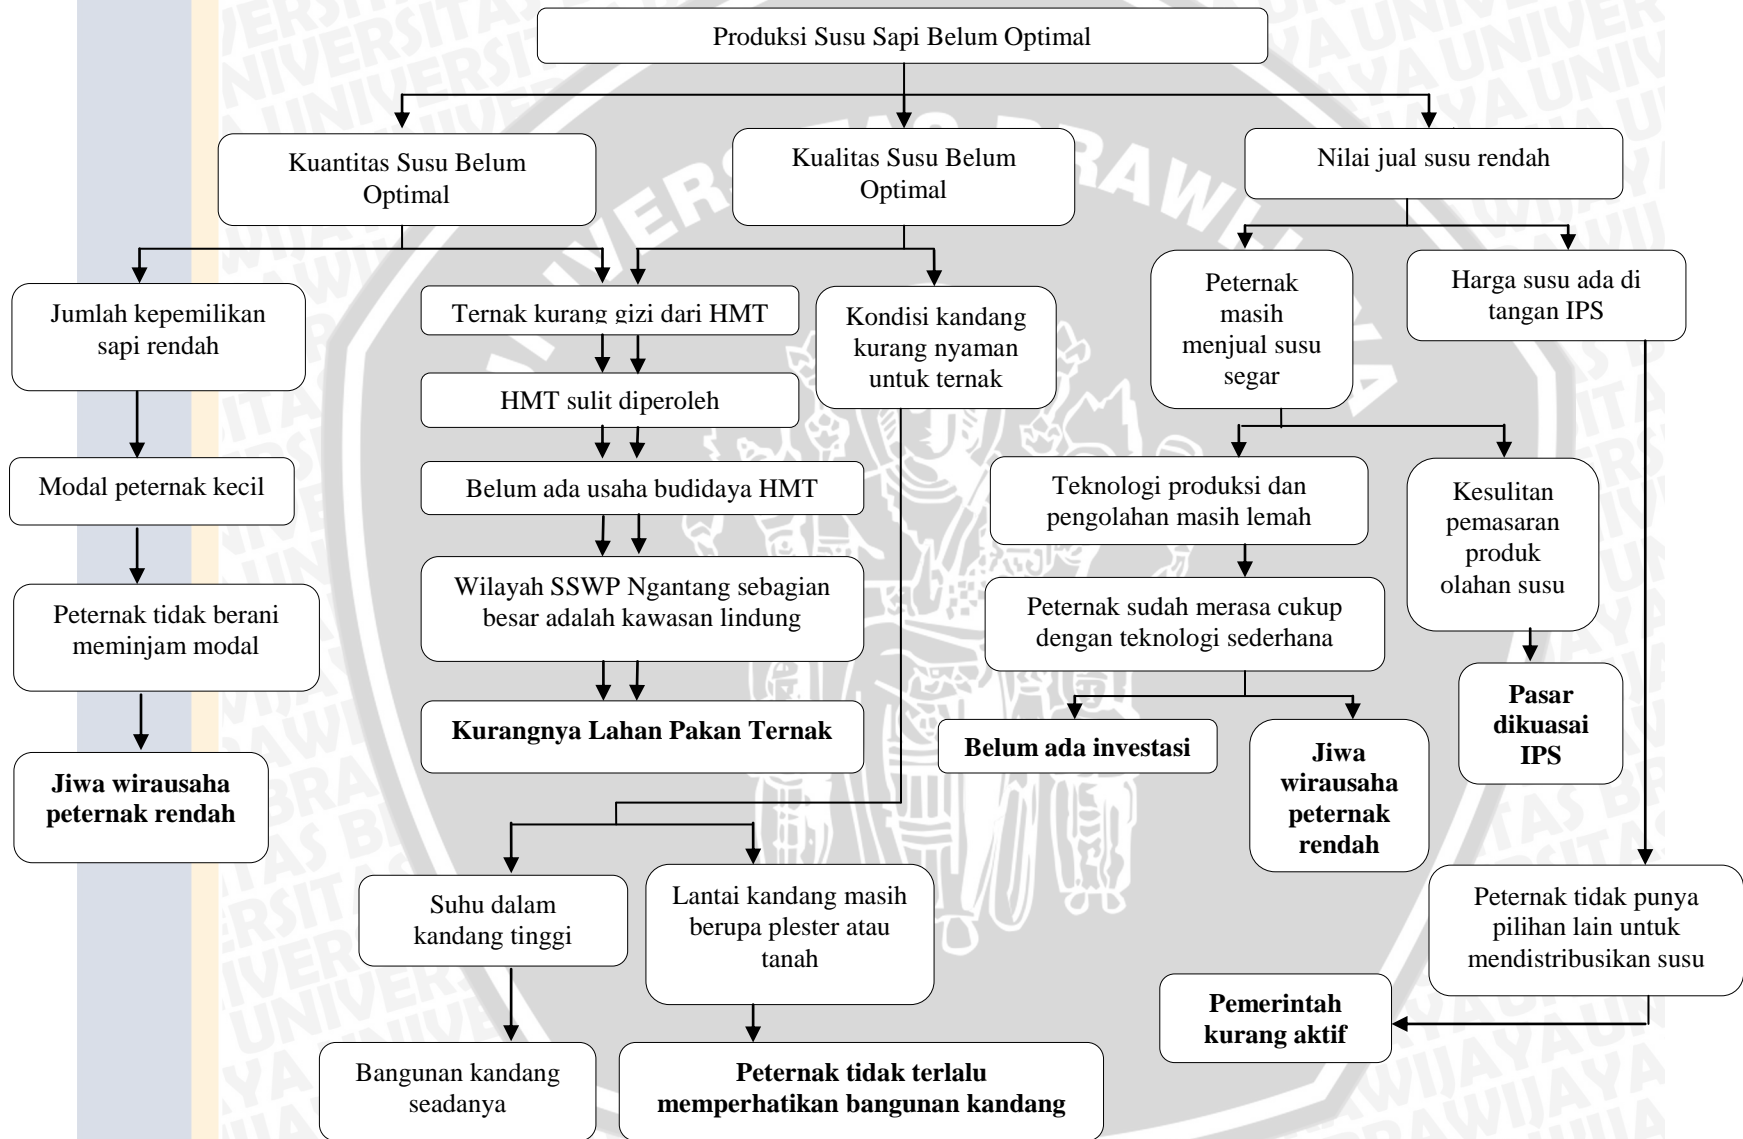 Produksi Susu Sapi Belum Optimal
Kuantitas Susu Belum
Optimal
Kualitas Susu Belum
Optimal
Nilai jual susu rendah
Jumlah kepemilikan
sapi rendah
Ternak kurang gizi dari HMT
Kondisi kandang
kurang nyaman
untuk ternak
Peternak
masih
menjual susu
segar
Harga susu ada di
tangan IPS
HMT sulit diperoleh
Modal peternak kecil
Belum ada usaha budidaya HMT
Teknologi produksi dan
pengolahan masih lemah
Kesulitan
pemasaran
produk
olahan susu
Peternak tidak berani
meminjam modal
Wilayah SSWP Ngantang sebagian
besar adalah kawasan lindung
Peternak sudah merasa cukup
dengan teknologi sederhana
Jiwa wirausaha
peternak rendah
Kurangnya Lahan Pakan Ternak
Belum ada investasi
Jiwa
wirausaha
peternak
rendah
Pasar
dikuasai
IPS
Suhu dalam
kandang tinggi
Lantai kandang masih
berupa plester atau
tanah
Peternak tidak punya
pilihan lain untuk
mendistribusikan susu
Pemerintah
kurang aktif
Bangunan kandang
seadanya
Peternak tidak terlalu
memperhatikan bangunan kandang